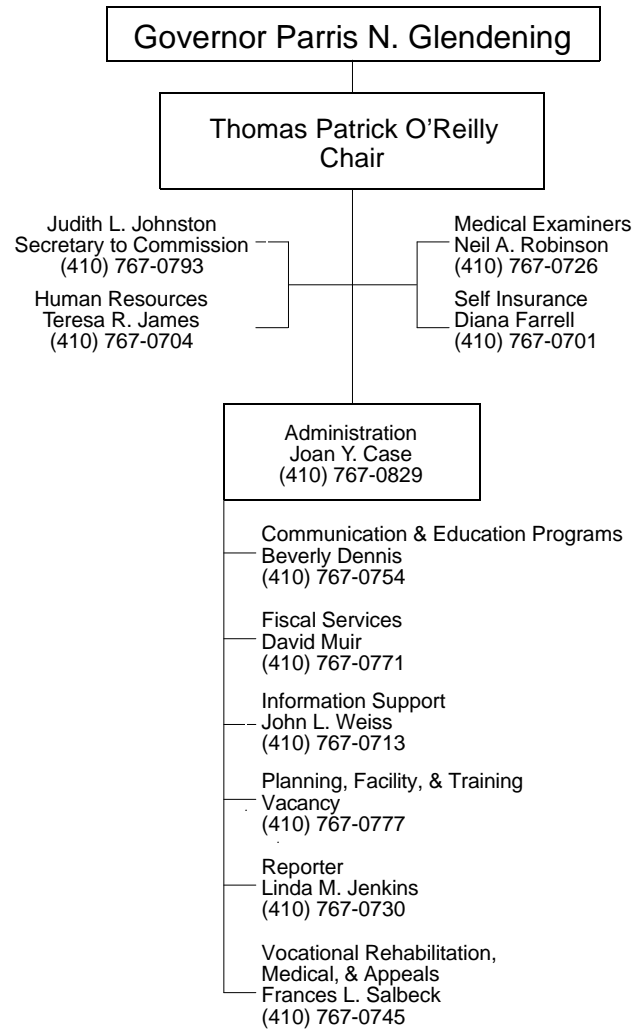 Governor Parris N. Glendening
Thomas Patrick O'Reilly
Chair
Judith L. Johnston
Secretary to Commission
(410) 767-0793
Human Resources
Teresa R. James
(410) 767-0704
Medical Examiners
Neil A. Robinson
(410) 767-0726
Self Insurance
Diana Farrell
(410) 767-0701
Administration
Joan Y. Case
(410) 767-0829
Communication & Education Programs
Beverly Dennis
(410) 767-0754
Fiscal Services
David Muir
(410) 767-0771
Information Support
John L. Weiss
(410) 767-0713
Planning, Facility, & Training
Vacancy
(410) 767-0777
Reporter
Linda M. Jenkins
(410) 767-0730
Vocational Rehabilitation,
Medical, & Appeals
Frances L. Salbeck
(410) 767-0745